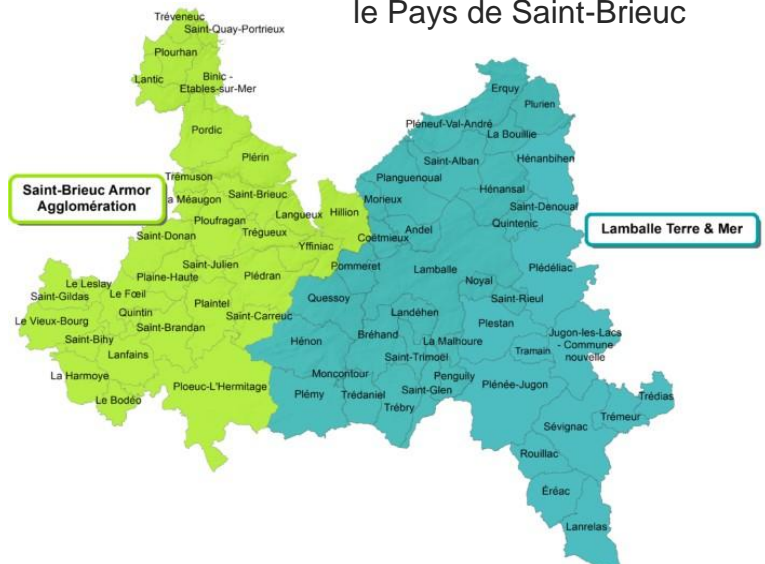 le Pays de Saint-Brieuc
Tréveneuc
Saint-Quay-Portrieux
Plourhan
Lantic
Binic -
Etables-sur-Mer
Pordic
Plérin
Trémuson
Saint-Brieuc Armor
Agglomération
a Méaugon
Saint-Brieuc
Ploufragan
Langueux
Hillion
Saint-Donan
Trégueux
Yffiniac
Saint-Julien
Plaine-Haute
Plédran
Le Leslay
Saint-Gildas
Le Fœil
Quintin
Plaintel
Saint-Carreuc
Le Vieux-Bourg
Saint-Brandan
Saint-Bihy
Lanfains
La Harmoye
Ploeuc-L'Hermitage
Le Bodéo
Erquy
Plurien
Pléneuf-Val-André
La Bouillie
Saint-Alban
Hénanbihen
Planguenoual
Hénansal
Morieux
Saint-Denoual
Andel
Quintenic
Coëtmieux
Lamballe Terre & Mer
Pommeret
Lamballe
Plédéliac
Noyal
Quessoy
Saint-Rieul
Landéhen
Plestan
Hénon
Bréhand
La Malhoure
Jugon-les-Lacs
- Commune
nouvelle
Saint-Trimoël
Tramain
Moncontour
Penguily
Plémy
Trédaniel
Saint-Glen
Plénée-Jugon
Trébry
Trédias
Trémeur
Sévignac
Rouillac
Éréac
Lanrelas